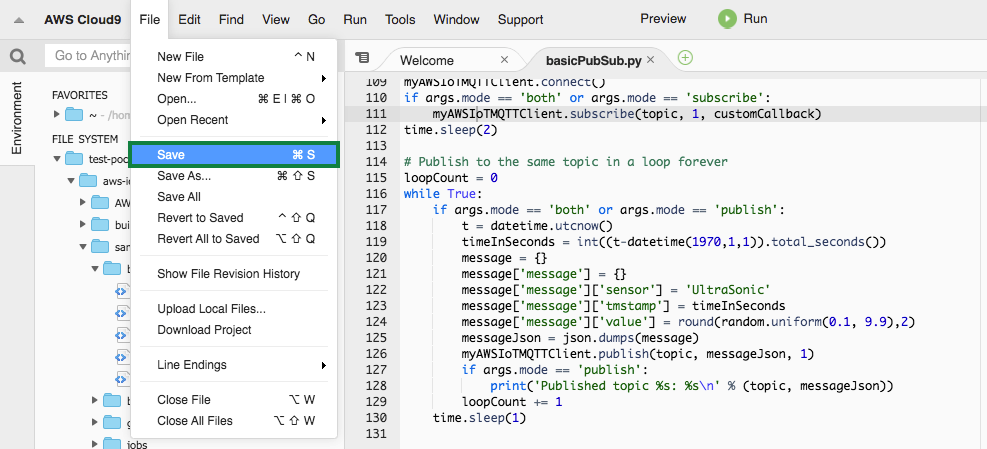 AWS Cloud9 File Edit Find View Go Run Tools Window Support Preview Run
Go to Anythin
Environment
FAVORITES
~ - /hom
FILE SYSTEM
test-poc
aws-i
AW
bui
sam
b
b
g
jobs
New File ^ N
New From Template
Open... ⌘ E | ⌘ O
Open Recent
Save ⌘ S
Save As... ⌘ ⇧ S
Save All
Revert to Saved ^ ⇧ Q
Revert All to Saved ⌥ ⇧ Q
Show File Revision History
Upload Local Files...
Download Project
Line Endings
Close File ⌥ W
Close All Files ⌥ ⇧ W
Welcome × basicPubSub.py ×
109 myAWSIoTMQTTClient.connect()
110 if args.mode == 'both' or args.mode == 'subscribe':
111 myAWSIoTMQTTClient.subscribe(topic, 1, customCallback)
112 time.sleep(2)
113
114 # Publish to the same topic in a loop forever
115 loopCount = 0
116 while True:
117 if args.mode == 'both' or args.mode == 'publish':
118 t = datetime.utcnow()
119 timeInSeconds = int((t-datetime(1970,1,1)).total_seconds())
120 message = {}
121 message['message'] = {}
122 message['message']['sensor'] = 'UltraSonic'
123 message['message']['tmstamp'] = timeInSeconds
124 message['message']['value'] = round(random.uniform(0.1, 9.9),2)
125 messageJson = json.dumps(message)
126 myAWSIoTMQTTClient.publish(topic, messageJson, 1)
127 if args.mode == 'publish':
128 print('Published topic %s: %s\n' % (topic, messageJson))
129 loopCount += 1
130 time.sleep(1)
131